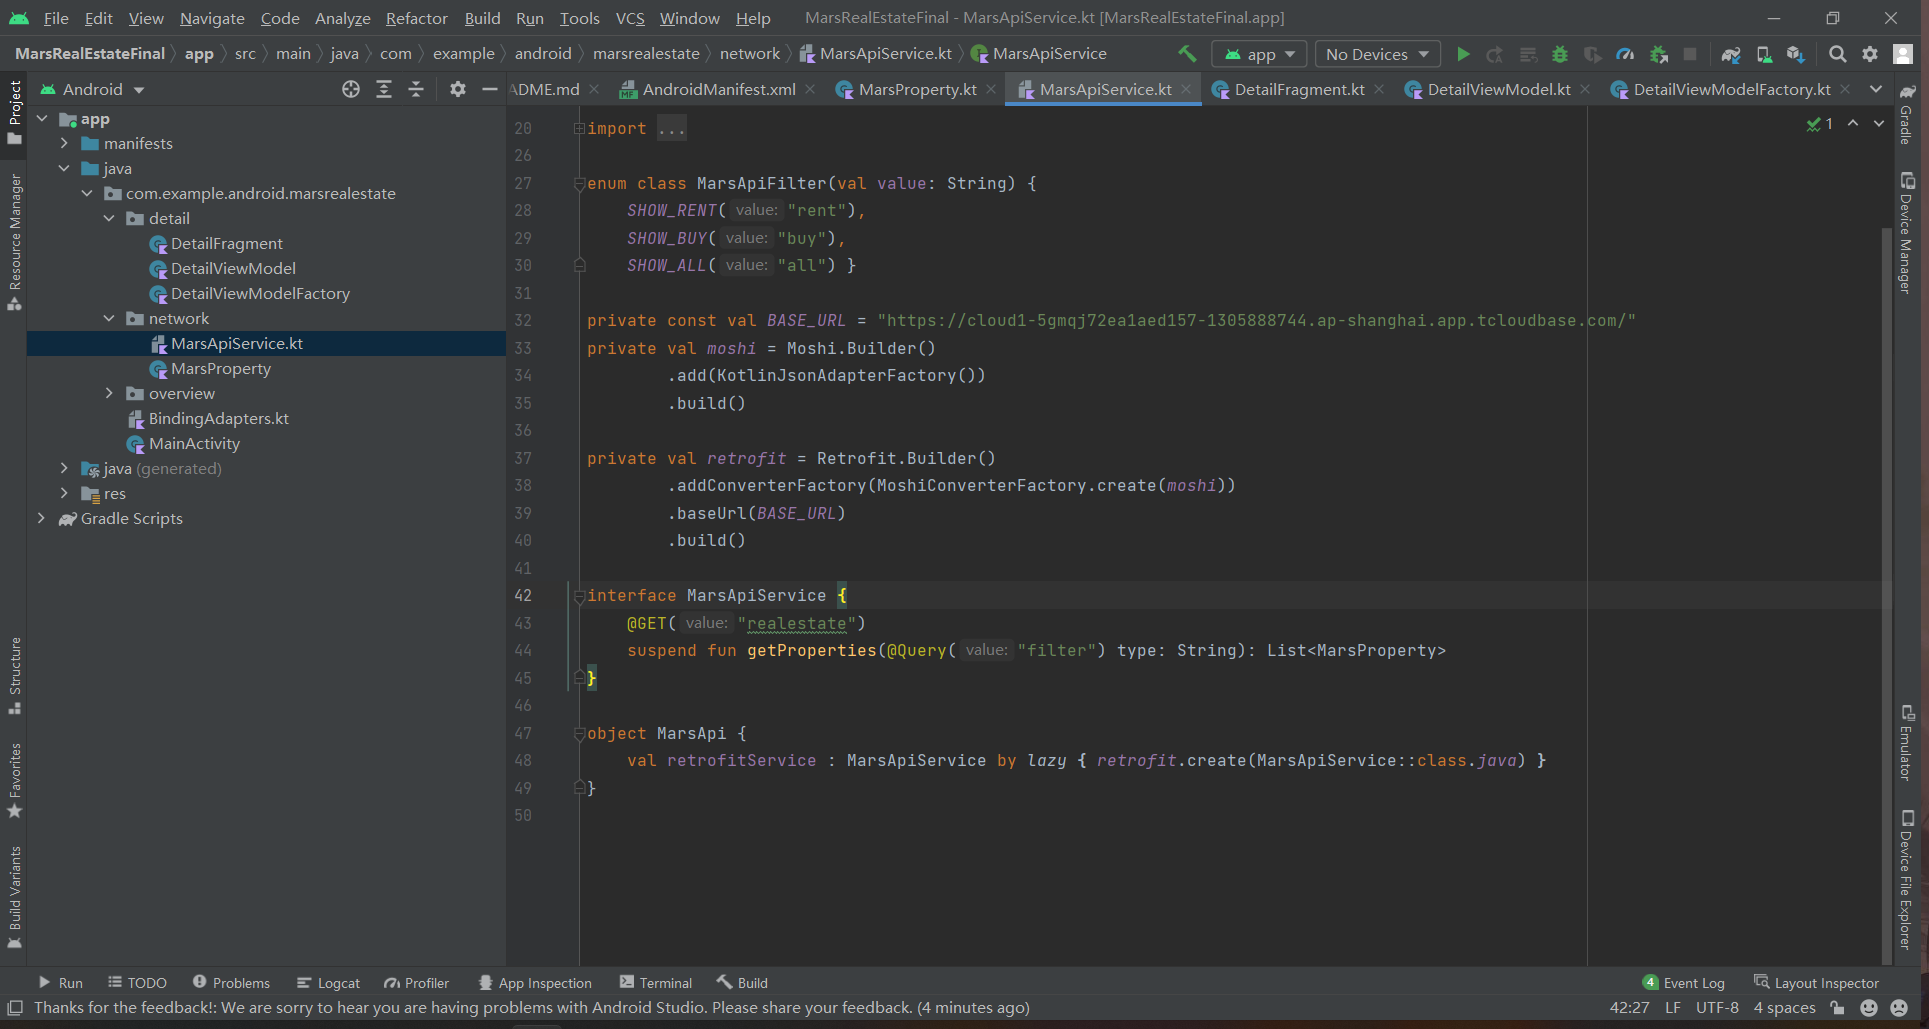 File Edit View Navigate Code Analyze Refactor Build Run Tools VCS Window Help MarsRealEstateFinal - MarsApiService.kt [MarsRealEstateFinal.app]
MarsRealEstateFinal app src main java com example android marsrealestate network MarsApiService.kt MarsApiService app No Devices
Project
Android
ADME.md AndroidManifest.xml MarsProperty.kt MarsApiService.kt DetailFragment.kt DetailViewModel.kt DetailViewModelFactory.kt
app
manifests
java
com.example.android.marsrealestate
detail
DetailFragment
DetailViewModel
DetailViewModelFactory
network
MarsApiService.kt
MarsProperty
overview
BindingAdapters.kt
MainActivity
java (generated)
res
Gradle Scripts
Resource Manager
Structure
Favorites
Build Variants
1
20 import ...
26
27 enum class MarsApiFilter(val value: String) {
28 SHOW_RENT( value: "rent"),
29 SHOW_BUY( value: "buy"),
30 SHOW_ALL( value: "all") }
31
32 private const val BASE_URL = "https://cloud1-5gmqj72ea1aed157-1305888744.ap-shanghai.app.tcloudbase.com/"
33 private val moshi = Moshi.Builder()
34 .add(KotlinJsonAdapterFactory())
35 .build()
36
37 private val retrofit = Retrofit.Builder()
38 .addConverterFactory(MoshiConverterFactory.create(moshi))
39 .baseUrl(BASE_URL)
40 .build()
41
42 interface MarsApiService {
43 @GET( value: "realestate")
44 suspend fun getProperties(@Query( value: "filter") type: String): List<MarsProperty>
45 }
46
47 object MarsApi {
48 val retrofitService : MarsApiService by lazy { retrofit.create(MarsApiService::class.java) }
49 }
50
Gradle
Device Manager
Emulator
Device File Explorer
Run TODO Problems Logcat Profiler App Inspection Terminal Build 4 Event Log Layout Inspector
Thanks for the feedback!: We are sorry to hear you are having problems with Android Studio. Please share your feedback. (4 minutes ago) 42:27 LF UTF-8 4 spaces